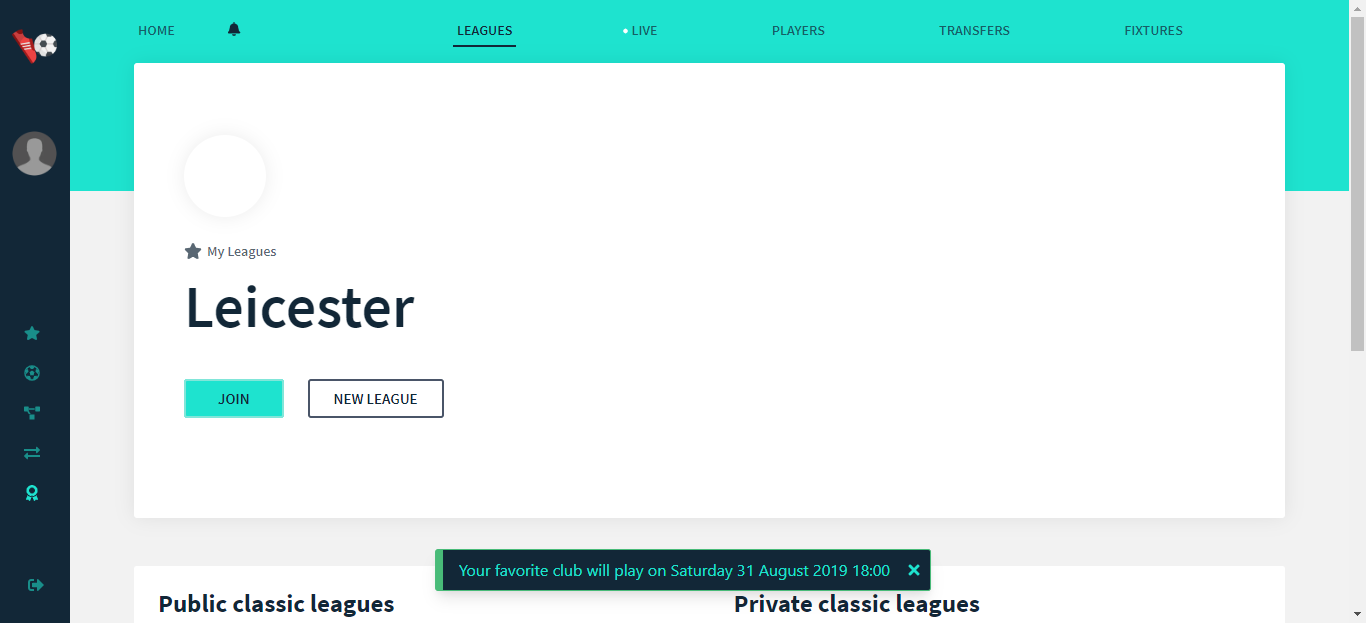 HOME
LEAGUES
LIVE
PLAYERS
TRANSFERS
FIXTURES
My Leagues
Leicester
JOIN
NEW LEAGUE
Your favorite club will play on Saturday 31 August 2019 18:00
Public classic leagues
Private classic leagues